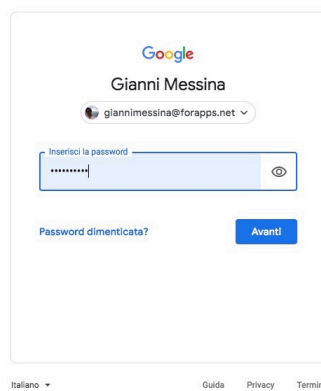 Google
Gianni Messina
giannimessina@forapps.net
Inserisci la password
••••••••••
Password dimenticata?
Avanti
Italiano
Guida Privacy